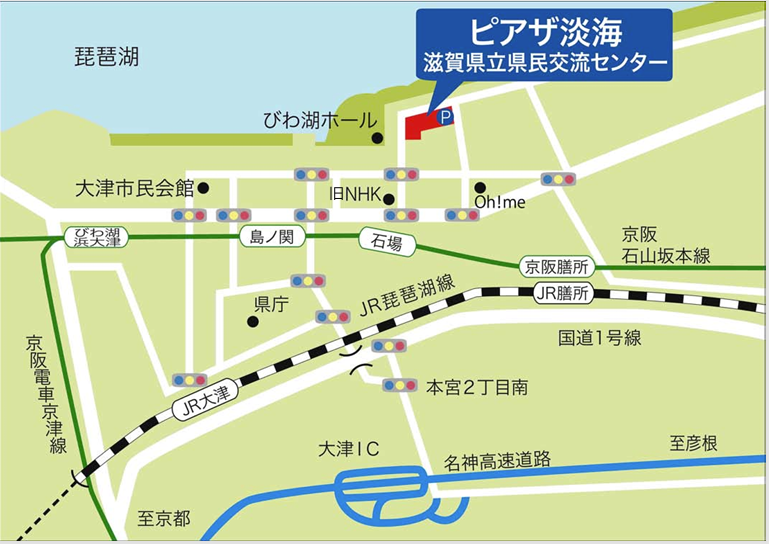 ピアザ淡海
滋賀県立県民交流センター
琵琶湖
P
びわ湖ホール
大津市民会館
旧NHK
Oh!me
びわ湖
浜大津
島ノ関
石場
京阪
石山坂本線
京阪膳所
JR琵琶湖線
JR膳所
県庁
国道1号線
京阪電車京津線
JR大津
本宮2丁目南
大津IC
名神高速道路
至彦根
至京都